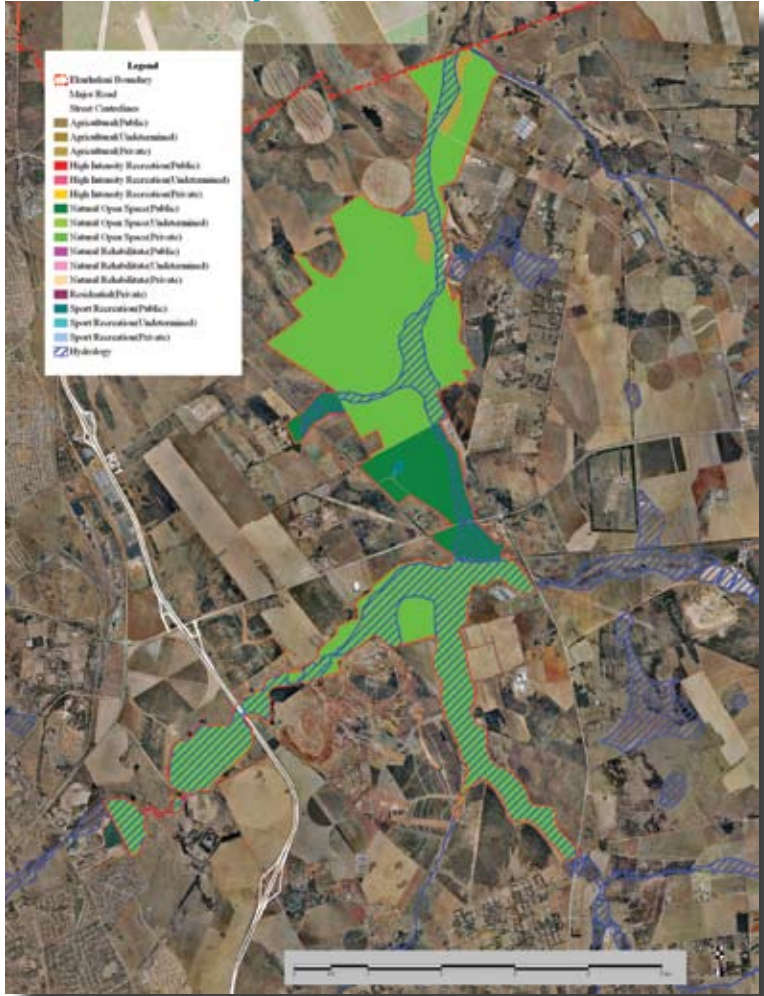 Legend
Ekurhuleni Boundary
Major Road
Street Centrelines
Agricultural(Public)
Agricultural(Undetermined)
Agricultural(Private)
High Intensity Recreation(Public)
High Intensity Recreation(Undetermined)
High Intensity Recreation(Private)
Natural Open Space(Public)
Natural Open Space(Undetermined)
Natural Open Space(Private)
Natural Rehabilitate(Public)
Natural Rehabilitate(Undetermined)
Natural Rehabilitate(Private)
Residential(Private)
Sport Recreation(Public)
Sport Recreation(Undetermined)
Sport Recreation(Private)
Hydrology
R21